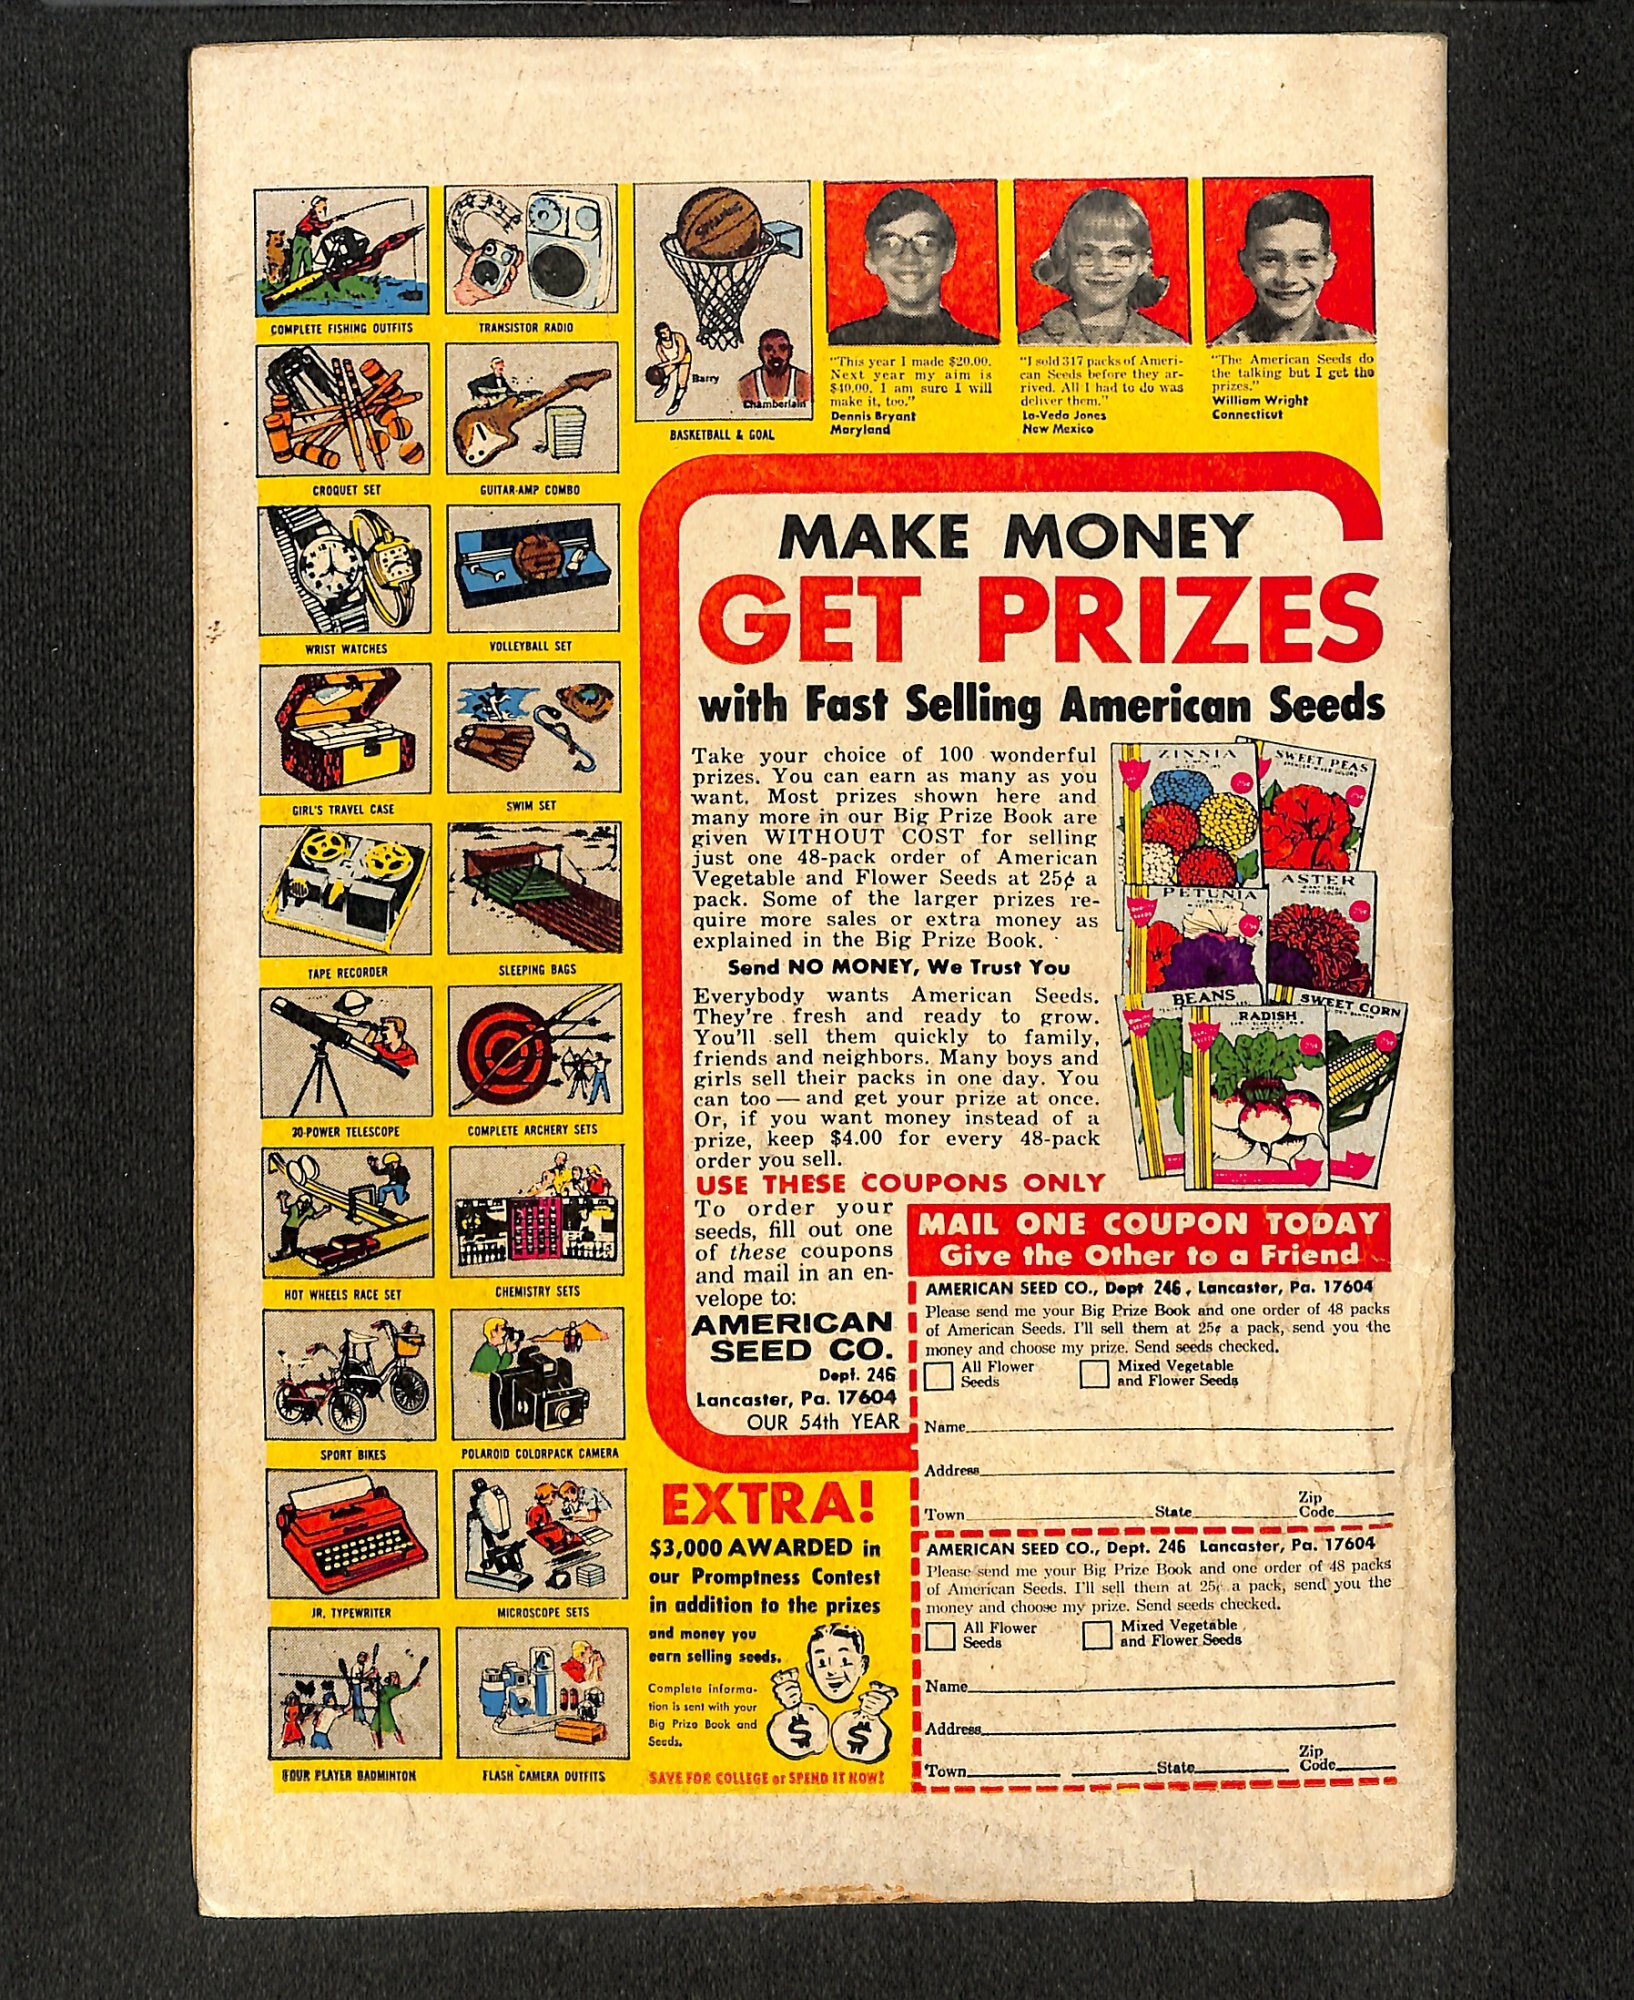 COMPLETE FISHING OUTFITS
TRANSISTOR RADIO
CROQUET SET
GUITAR-AMP COMBO
WRIST WATCHES
VOLLEYBALL SET
GIRL'S TRAVEL CASE
SWIM SET
TAPE RECORDER
SLEEPING BAGS
30-POWER TELESCOPE
COMPLETE ARCHERY SETS
HOT WHEELS RACE SET
CHEMISTRY SETS
SPORT BIKES
POLAROID COLORPACK CAMERA
JR. TYPEWRITER
MICROSCOPE SETS
FOUR PLAYER BADMINTON
FLASH CAMERA OUTFITS
SPALDING
Barry
Chamberlain
BASKETBALL & GOAL
"This year I made $20.00.
Next year my aim is
$40.00. I am sure I will
make it, too."
Dennis Bryant
Maryland
"I sold 317 packs of Ameri-
can Seeds before they ar-
rived. All I had to do was
deliver them."
La-Veda Jones
New Mexico
"The American Seeds do
the talking but I get the
prizes."
William Wright
Connecticut
MAKE MONEY
GET PRIZES
with Fast Selling American Seeds
Take your choice of 100 wonderful
prizes. You can earn as many as you
want. Most prizes shown here and
many more in our Big Prize Book are
given WITHOUT COST for selling
just one 48-pack order of American
Vegetable and Flower Seeds at 25¢ a
pack. Some of the larger prizes re-
quire more sales or extra money as
explained in the Big Prize Book.
Send NO MONEY, We Trust You
Everybody wants American Seeds.
They're fresh and ready to grow.
You'll sell them quickly to family,
friends and neighbors. Many boys and
girls sell their packs in one day. You
can too — and get your prize at once.
Or, if you want money instead of a
prize, keep $4.00 for every 48-pack
order you sell.
ZINNIA
SWEET PEAS
PETUNIA
ASTER
BEANS
RADISH
SWEET CORN
USE THESE COUPONS ONLY
To order your
seeds, fill out one
of these coupons
and mail in an en-
velope to:
AMERICAN
SEED CO.
Dept. 246
Lancaster, Pa. 17604
OUR 54th YEAR
EXTRA!
$3,000 AWARDED in
our Promptness Contest
in addition to the prizes
and money you
earn selling seeds.
Complete informa-
tion is sent with your
Big Prize Book and
Seeds.
$ $
SAVE FOR COLLEGE or SPEND IT NOW!
MAIL ONE COUPON TODAY
Give the Other to a Friend
AMERICAN SEED CO., Dept 246, Lancaster, Pa. 17604
Please send me your Big Prize Book and one order of 48 packs
of American Seeds. I'll sell them at 25¢ a pack, send you the
money and choose my prize. Send seeds checked.
All Flower Seeds
Mixed Vegetable and Flower Seeds
Name
Address
Town State Zip Code
AMERICAN SEED CO., Dept. 246 Lancaster, Pa. 17604
Please send me your Big Prize Book and one order of 48 packs
of American Seeds. I'll sell them at 25¢ a pack, send you the
money and choose my prize. Send seeds checked.
All Flower Seeds
Mixed Vegetable and Flower Seeds
Name
Address
Town State Zip Code